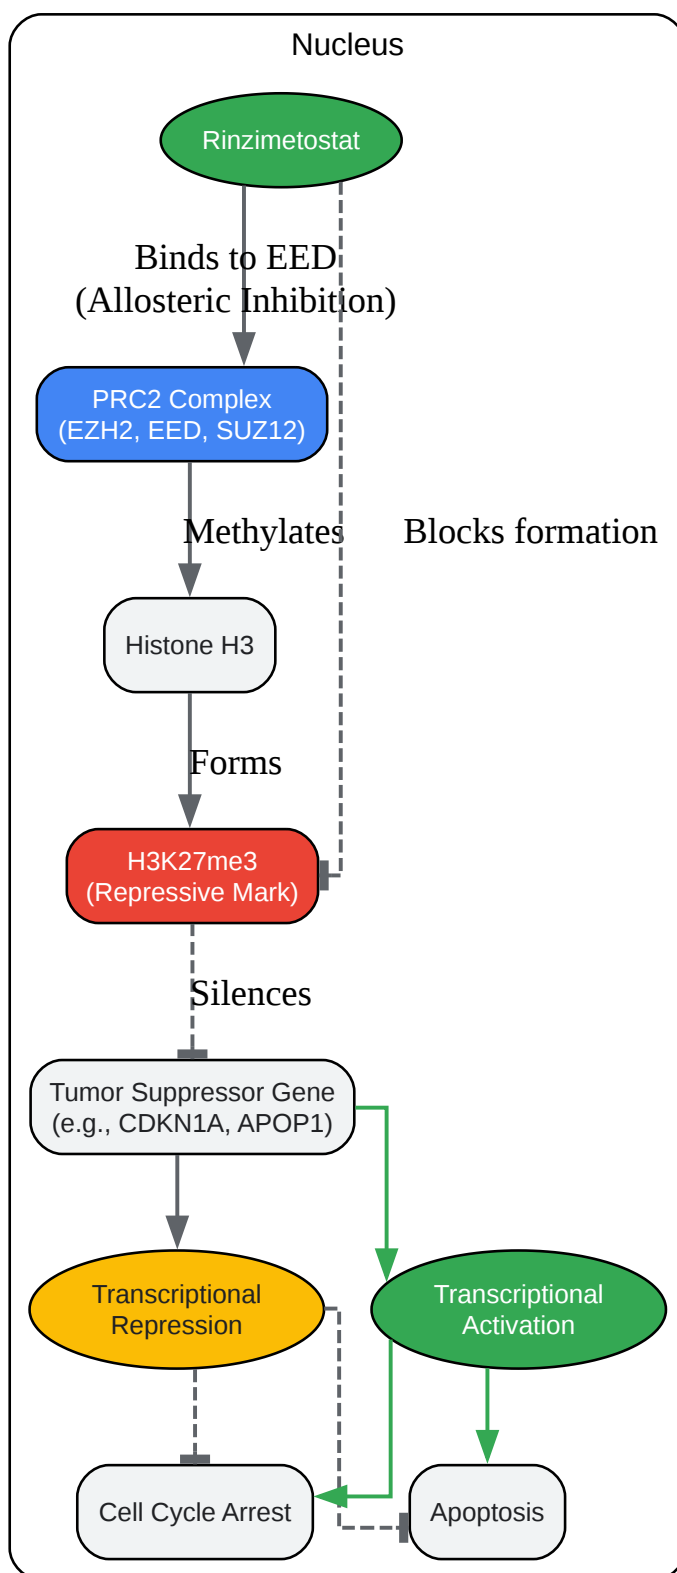 Nucleus
Rinzimetostat
Binds to EED
(Allosteric Inhibition)
PRC2 Complex
(EZH2, EED, SUZ12)
Methylates
Blocks formation
Histone H3
Forms
H3K27me3
(Repressive Mark)
Silences
Tumor Suppressor Gene
(e.g., CDKN1A, APOP1)
Transcriptional
Repression
Transcriptional
Activation
Cell Cycle Arrest
Apoptosis